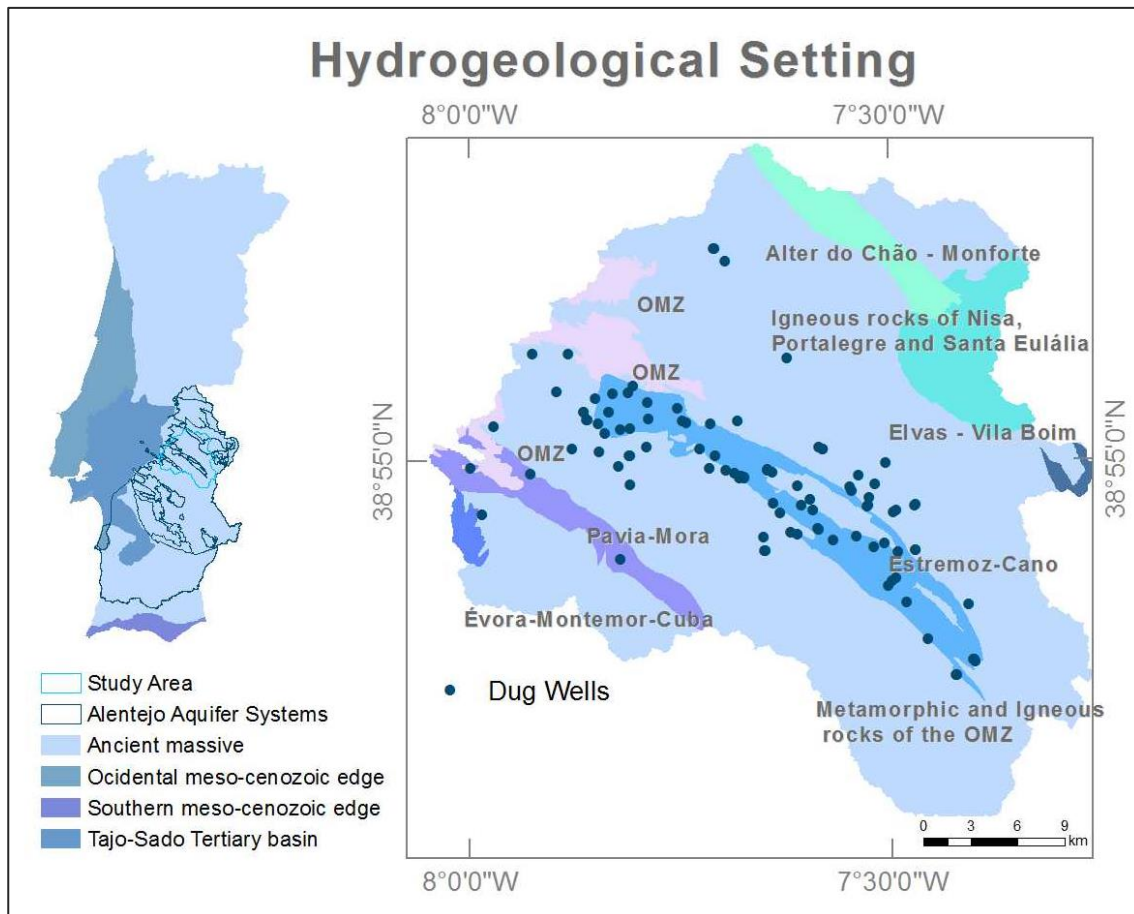 Hydrogeological Setting
8°0'0"W
7°30'0"W
Alter do Chão - Monforte
OMZ
Igneous rocks of Nisa,
Portalegre and Santa Eulália
OMZ
Elvas - Vila Boim
38°55'0"N
38°55'0"N
OMZ
Pavia-Mora
Estremoz-Cano
Évora-Montemor-Cuba
Dug Wells
Metamorphic and Igneous
rocks of the OMZ
0 3 6 9
km
8°0'0"W
7°30'0"W
Study Area
Alentejo Aquifer Systems
Ancient massive
Ocidental meso-cenozoic edge
Southern meso-cenozoic edge
Tajo-Sado Tertiary basin